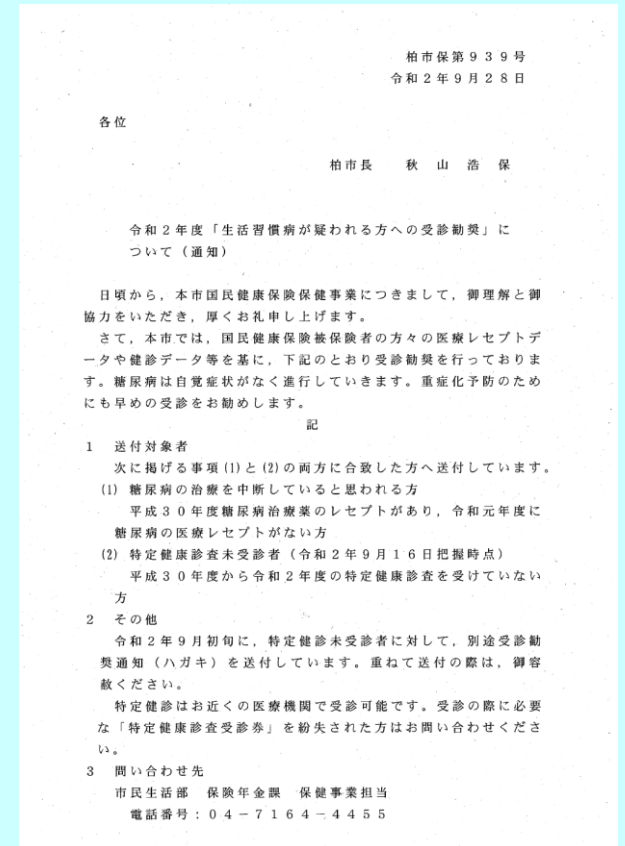 柏市保第９３９号
令和２年９月２８日
各位
柏市長　秋　山　浩　保
令和２年度「生活習慣病が疑われる方への受診勧奨」に
ついて（通知）
日頃から，本市国民健康保険保健事業につきまして，御理解と御
協力をいただき，厚くお礼申し上げます。
さて，本市では，国民健康保険被保険者の方々の医療レセプトデ
ータや健診データ等を基に，下記のとおり受診勧奨を行っておりま
す。糖尿病は自覚症状がなく進行していきます。重症化予防のため
にも早めの受診をお勧めします。
記
１　送付対象者
次に掲げる事項⑴と⑵の両方に合致した方へ送付しています。
⑴　糖尿病の治療を中断していると思われる方
平成３０年度糖尿病治療薬のレセプトがあり，令和元年度に
糖尿病の医療レセプトがない方
⑵　特定健康診査未受診者（令和２年９月１６日把握時点）
平成３０年度から令和２年度の特定健康診査を受けていない
方
２　その他
令和２年９月初旬に，特定健診未受診者に対して，別途受診勧
奨通知（ハガキ）を送付しています。重ねて送付の際は，御容
赦ください。
特定健診はお近くの医療機関で受診可能です。受診の際に必要
な「特定健康診査受診券」を紛失された方はお問い合わせくださ
い。
３　問い合わせ先
市民生活部　保険年金課　保健事業担当
電話番号：０４－７１６４－４４５５